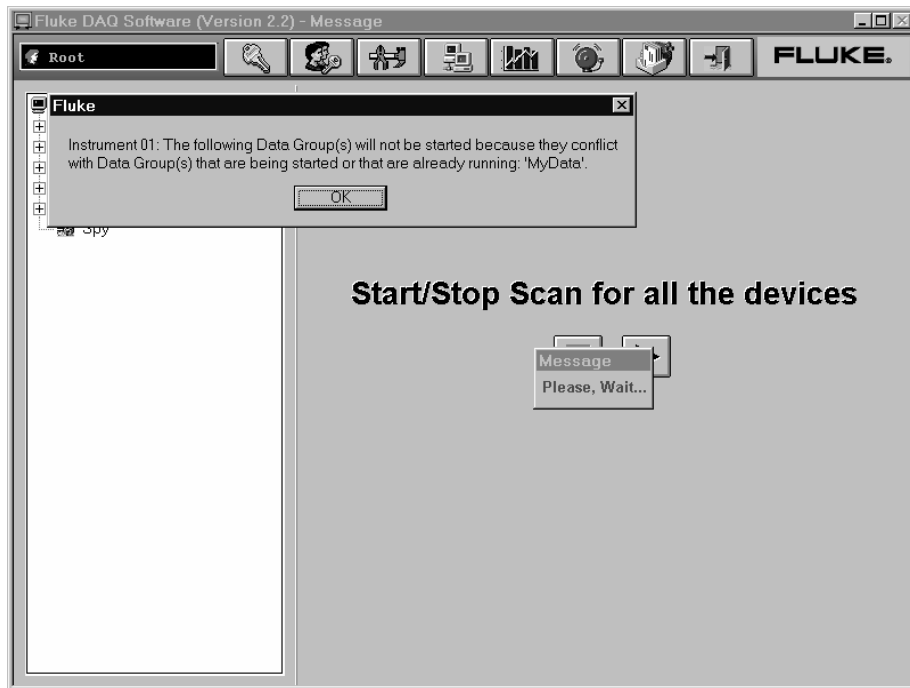 Fluke DAQ Software (Version 2.2) - Message
Root
FLUKE®
Fluke
Instrument 01: The following Data Group(s) will not be started because they conflict
with Data Group(s) that are being started or that are already running: 'MyData'.
OK
Spy
Start/Stop Scan for all the devices
Message
Please, Wait...